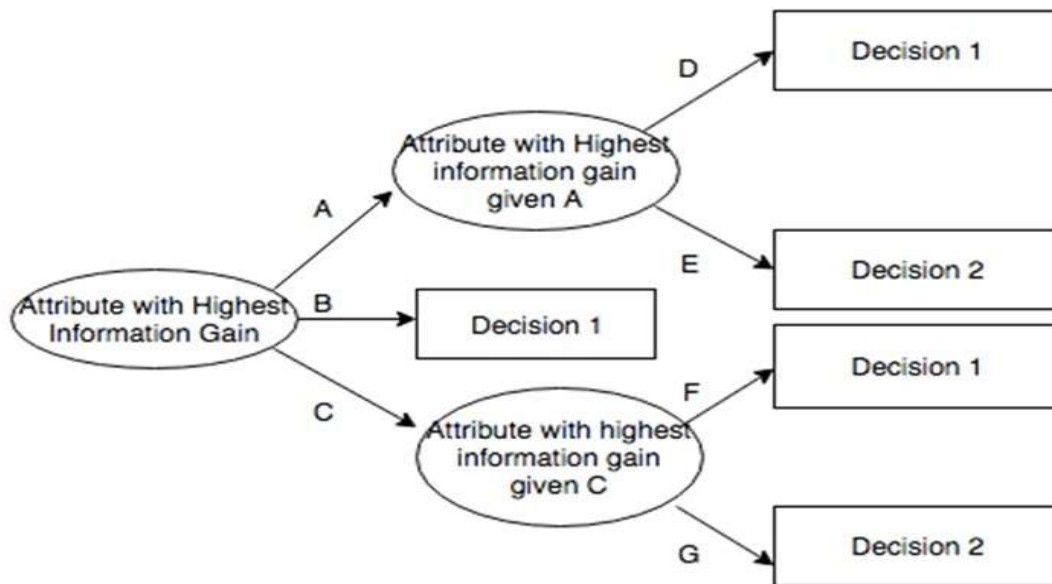 Decision 1
D
Attribute with Highest
information gain
given A
A
E
Decision 2
Attribute with Highest
Information Gain
B
Decision 1
Decision 1
F
C
Attribute with highest
information gain
given C
G
Decision 2